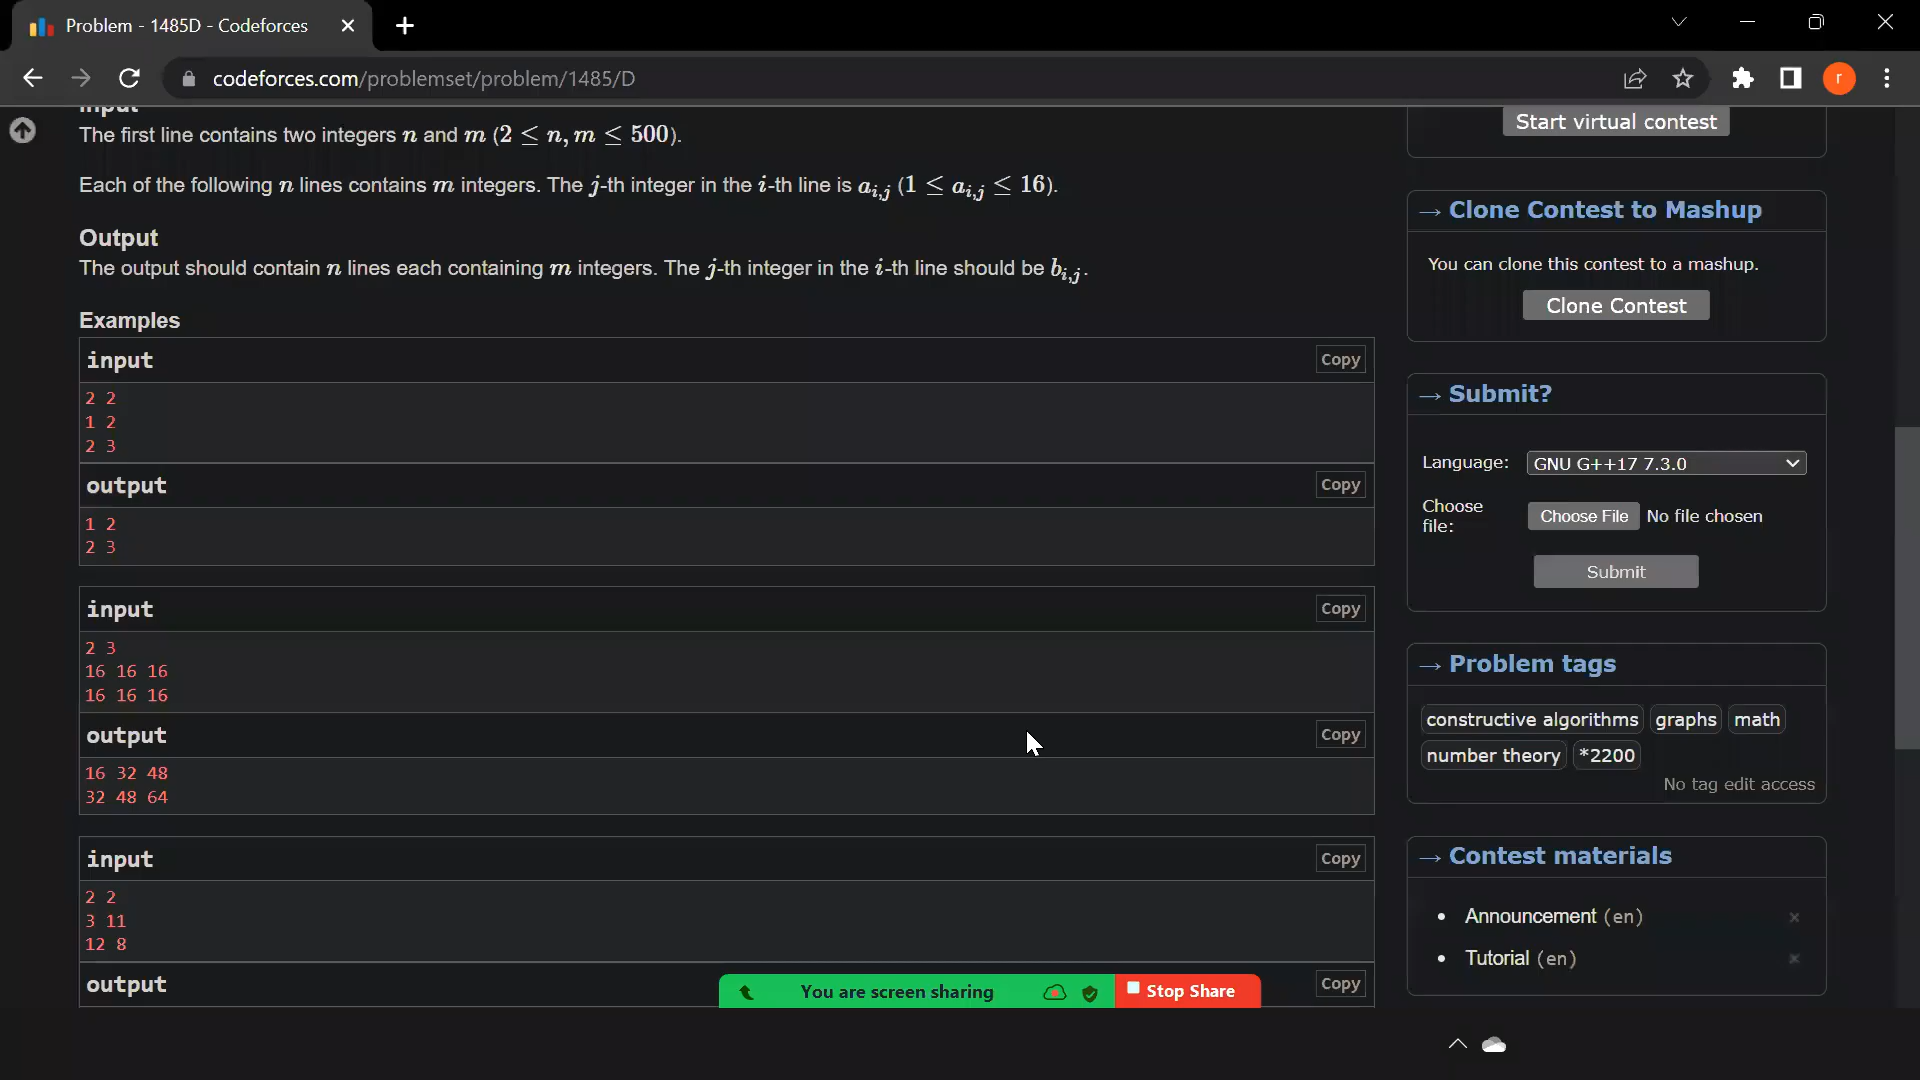 Problem - 1485D - Codeforces
codeforces.com/problemset/problem/1485/D
r
Input
The first line contains two integers n and m (2 ≤ n, m ≤ 500).
Each of the following n lines contains m integers. The j-th integer in the i-th line is a_{i,j} (1 ≤ a_{i,j} ≤ 16).
Output
The output should contain n lines each containing m integers. The j-th integer in the i-th line should be b_{i,j}.
Examples
input
Copy
2 2
1 2
2 3
output
Copy
1 2
2 3
input
Copy
2 3
16 16 16
16 16 16
output
Copy
16 32 48
32 48 64
input
Copy
2 2
3 11
12 8
output
Copy
Start virtual contest
→ Clone Contest to Mashup
You can clone this contest to a mashup.
Clone Contest
→ Submit?
Language: GNU G++17 7.3.0
Choose file: Choose File No file chosen
Submit
→ Problem tags
constructive algorithms graphs math
number theory *2200
No tag edit access
→ Contest materials
Announcement (en)
Tutorial (en)
You are screen sharing
Stop Share